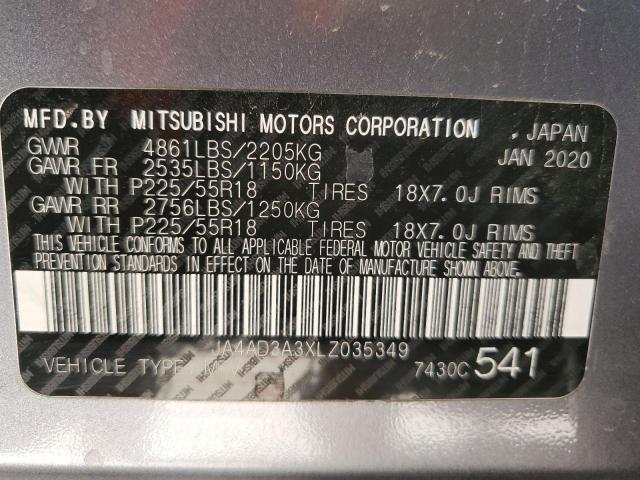 MFD.BY MITSUBISHI MOTORS CORPORATION . JAPAN
GVWR 4861LBS/2205KG JAN 2020
GAWR FR 2535LBS/1150KG
WITH P225/55R18 TIRES 18X7.0J RIMS
GAWR RR 2756LBS/1250KG
WITH P225/55R18 TIRES 18X7.0J RIMS
THIS VEHICLE CONFORMS TO ALL APPLICABLE FEDERAL MOTOR VEHICLE SAFETY AND THEFT
PREVENTION STANDARDS IN EFFECT ON THE DATE OF MANUFACTURE SHOWN ABOVE.
JA4AD3A3XLZ035349
VEHICLE TYPE 7430C 541